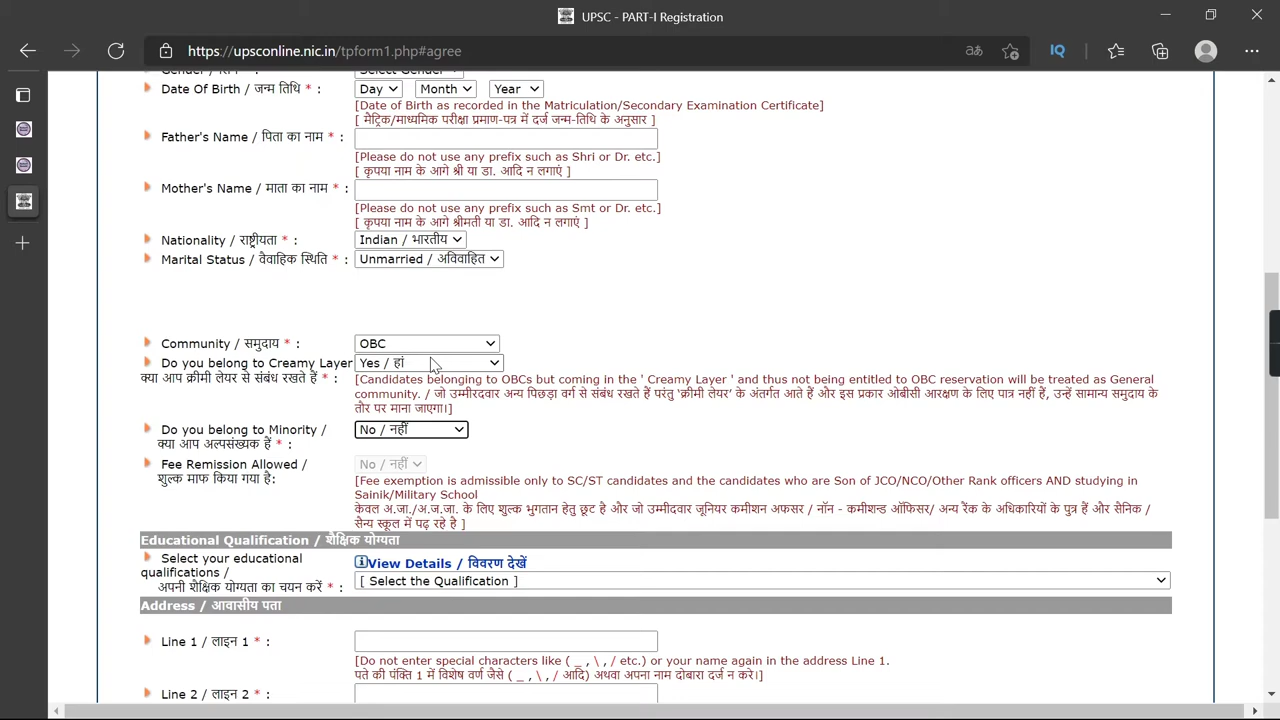 UPSC - PART-I Registration
https://upsconline.nic.in/tpform1.php#agree
aあ
IQ
Date Of Birth / जन्म तिथि * : Day Month Year
[Date of Birth as recorded in the Matriculation/Secondary Examination Certificate]
[ मैट्रिक/माध्यमिक परीक्षा प्रमाण-पत्र में दर्ज जन्म-तिथि के अनुसार ]
Father's Name / पिता का नाम * :
[Please do not use any prefix such as Shri or Dr. etc.]
[ कृपया नाम के आगे श्री या डा. आदि न लगाएं ]
Mother's Name / माता का नाम * :
[Please do not use any prefix such as Smt or Dr. etc.]
[ कृपया नाम के आगे श्रीमती या डा. आदि न लगाएं ]
Nationality / राष्ट्रीयता * : Indian / भारतीय
Marital Status / वैवाहिक स्थिति * : Unmarried / अविवाहित
Community / समुदाय * : OBC
Do you belong to Creamy Layer Yes / हां
क्या आप क्रीमी लेयर से संबंध रखते हैं * : [Candidates belonging to OBCs but coming in the ' Creamy Layer ' and thus not being entitled to OBC reservation will be treated as General
community. / जो उम्मीरदवार अन्य पिछड़ा वर्ग से संबंध रखते हैं परंतु 'क्रीमी लेयर' के अंतर्गत आते हैं और इस प्रकार ओबीसी आरक्षण के लिए पात्र नहीं हैं, उन्हें सामान्य समुदाय के
तौर पर माना जाएगा।]
Do you belong to Minority / No / नहीं
क्या आप अल्पसंख्यक हैं * :
Fee Remission Allowed / No / नहीं
शुल्क माफ किया गया है:
[Fee exemption is admissible only to SC/ST candidates and the candidates who are Son of JCO/NCO/Other Rank officers AND studying in
Sainik/Military School
केवल अ.जा./अ.ज.जा. के लिए शुल्क भुगतान हेतु छूट है और जो उम्मीदवार जूनियर कमीशन अफसर / नॉन - कमीशन्ड ऑफिसर/ अन्य रैंक के अधिकारियों के पुत्र हैं और सैनिक /
सैन्य स्कूल में पढ़ रहे है ]
Educational Qualification / शैक्षिक योग्यता
Select your educational
qualifications /
अपनी शैक्षिक योग्यता का चयन करें * :
View Details / विवरण देखें
[ Select the Qualification ]
Address / आवासीय पता
Line 1 / लाइन 1 * :
[Do not enter special characters like ( _ , \ , / etc.) or your name again in the address Line 1.
पते की पंक्ति 1 में विशेष वर्ण जैसे ( _ , \ , / आदि) अथवा अपना नाम दोबारा दर्ज न करे।]
Line 2 / लाइन 2 * :